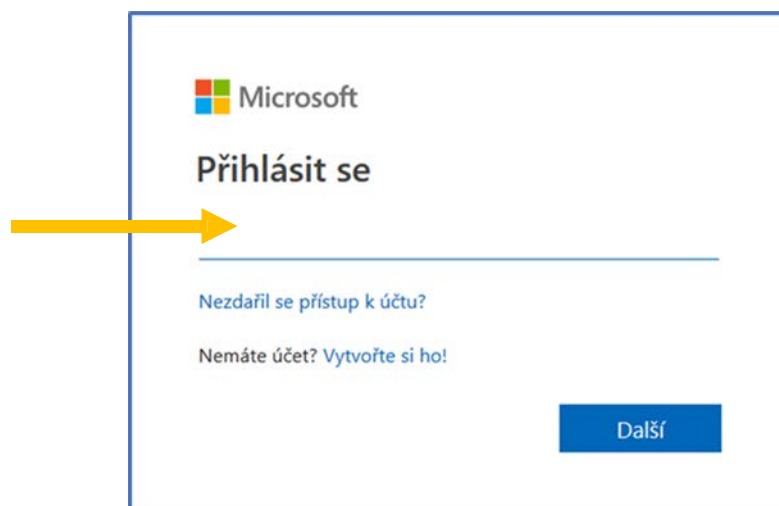 Microsoft
Přihlásit se
Nezdařil se přístup k účtu?
Nemáte účet? Vytvořte si ho!
Další